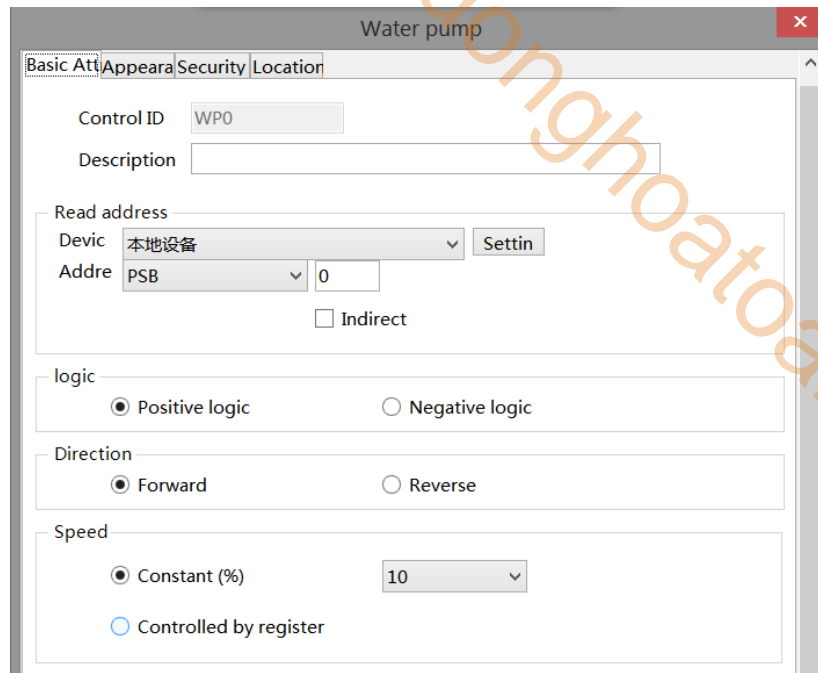 Water pump
Basic Att Appeara Security Location
Control ID WP0
Description
Read address
Devic 本地设备 Settin
Addre PSB 0
Indirect
logic
Positive logic Negative logic
Direction
Forward Reverse
Speed
Constant (%) 10
Controlled by register